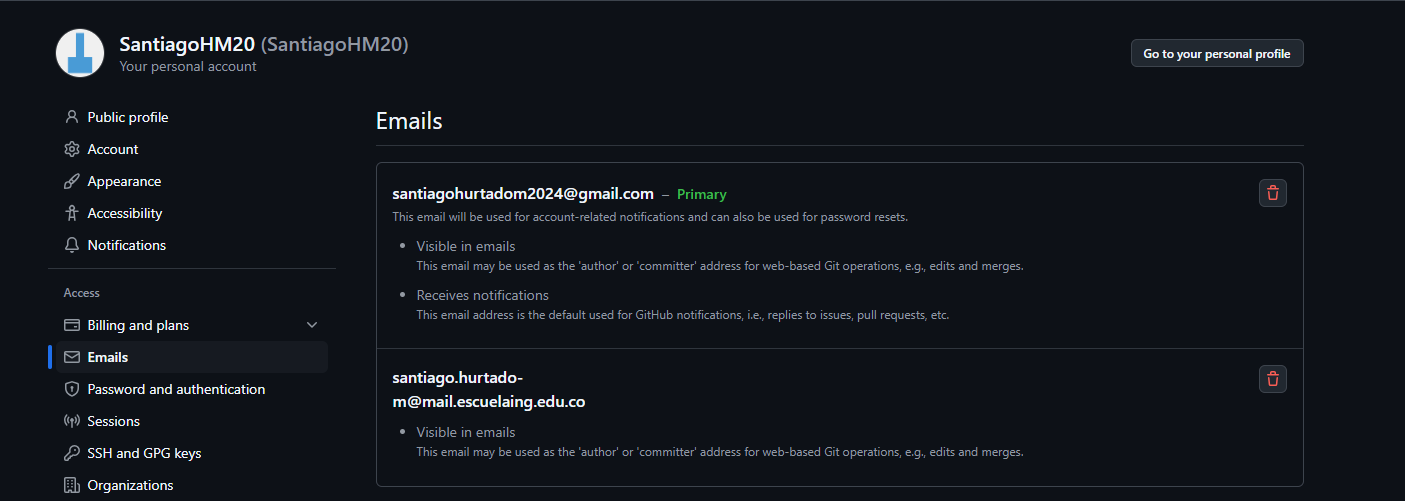 SantiagoHM20 (SantiagoHM20)
Your personal account
Go to your personal profile
Public profile
Account
Appearance
Accessibility
Notifications
Access
Billing and plans
Emails
Password and authentication
Sessions
SSH and GPG keys
Organizations
Emails
santiagohurtadom2024@gmail.com – Primary
This email will be used for account-related notifications and can also be used for password resets.
• Visible in emails
This email may be used as the 'author' or 'committer' address for web-based Git operations, e.g., edits and merges.
• Receives notifications
This email address is the default used for GitHub notifications, i.e., replies to issues, pull requests, etc.
santiago.hurtado-
m@mail.escuelaing.edu.co
• Visible in emails
This email may be used as the 'author' or 'committer' address for web-based Git operations, e.g., edits and merges.